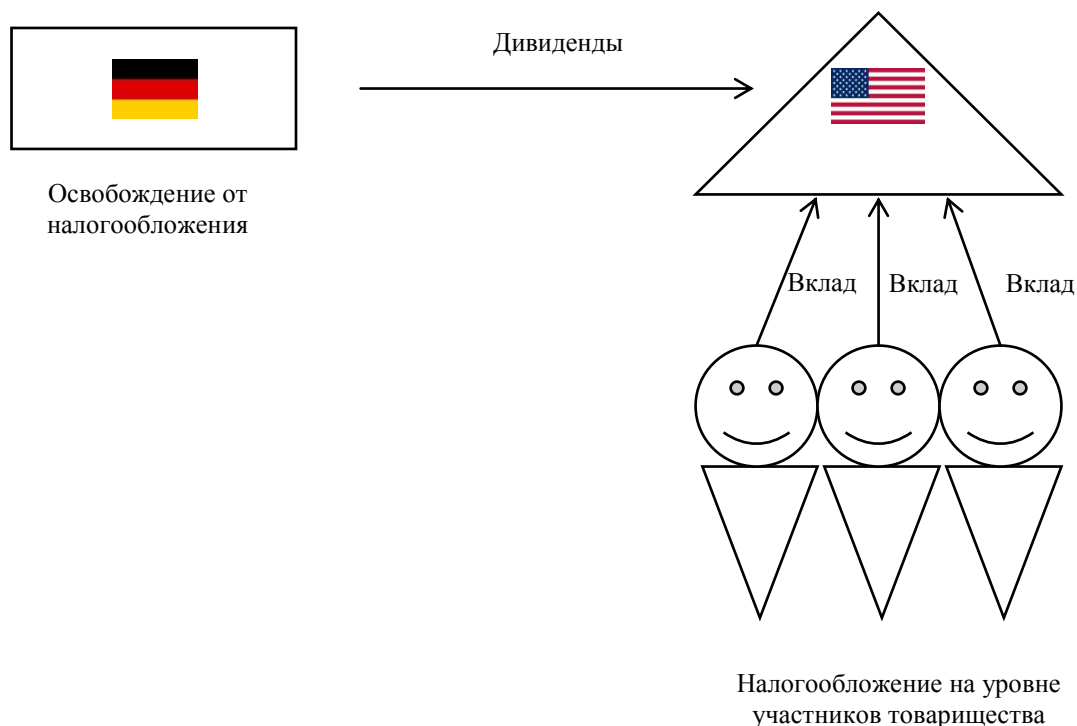 Дивиденды
Освобождение от
налогообложения
Вклад
Вклад
Вклад
Налогообложение на уровне
участников товарищества